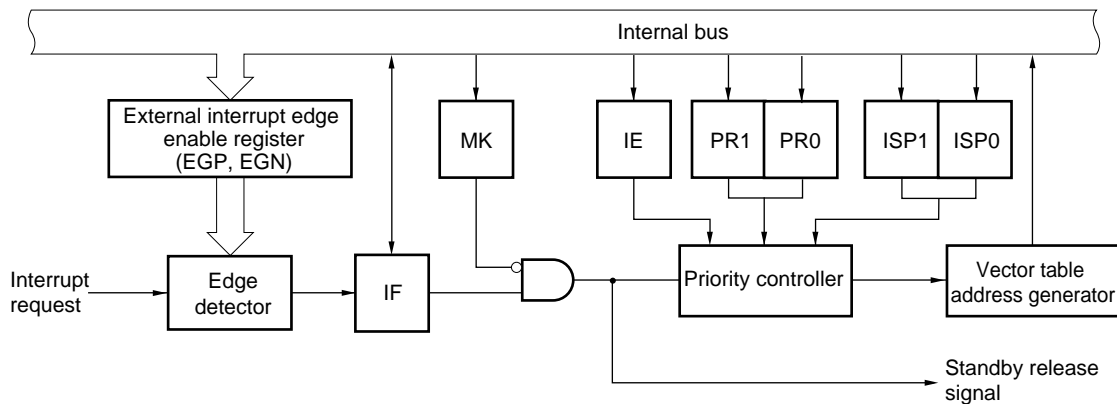 Internal bus
External interrupt edge
enable register
(EGP, EGN)
MK
IE
PR1
PR0
ISP1
ISP0
Interrupt
request
Edge
detector
IF
Priority controller
Vector table
address generator
Standby release
signal